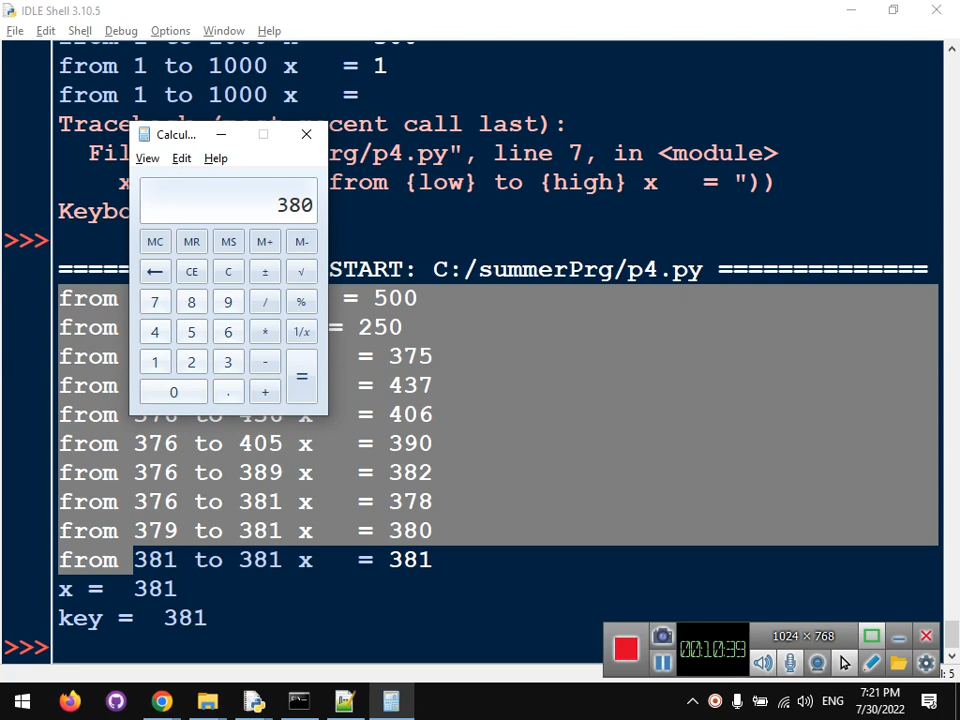 IDLE Shell 3.10.5
File Edit Shell Debug Options Window Help
from 1 to 1000 x = 1
from 1 to 1000 x =
Traceback (most recent call last):
Fil rg/p4.py", line 7, in <module>
x from {low} to {high} x = "))
Keybo
>>>
===== START: C:/summerPrg/p4.py ==============
from = 500
from = 250
from = 375
from = 437
from 376 to 436 x = 406
from 376 to 405 x = 390
from 376 to 389 x = 382
from 376 to 381 x = 378
from 379 to 381 x = 380
from 381 to 381 x = 381
x = 381
key = 381
>>>
Calcul...
View Edit Help
380
MC MR MS M+ M-
← CE C ± √
7 8 9 / %
4 5 6 * 1/x
1 2 3 - =
0 . +
00:10:39
1024 × 768
: 5
ENG
7:21 PM
7/30/2022